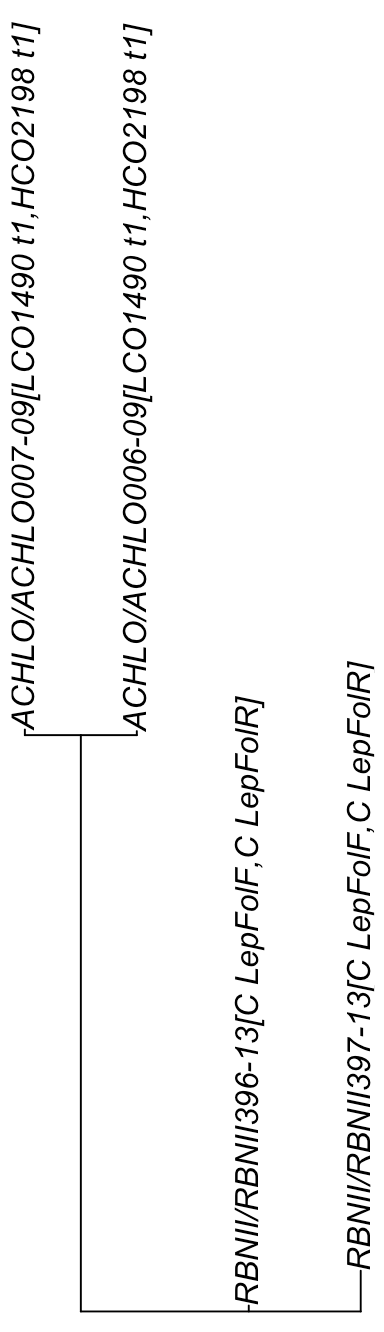 ACHLO/ACHLO007-09[LCO1490 t1,HCO2198 t1]
ACHLO/ACHLO006-09[LCO1490 t1,HCO2198 t1]
RBNII/RBNII396-13[C LepFolF,C LepFolR]
RBNII/RBNII397-13[C LepFolF,C LepFolR]